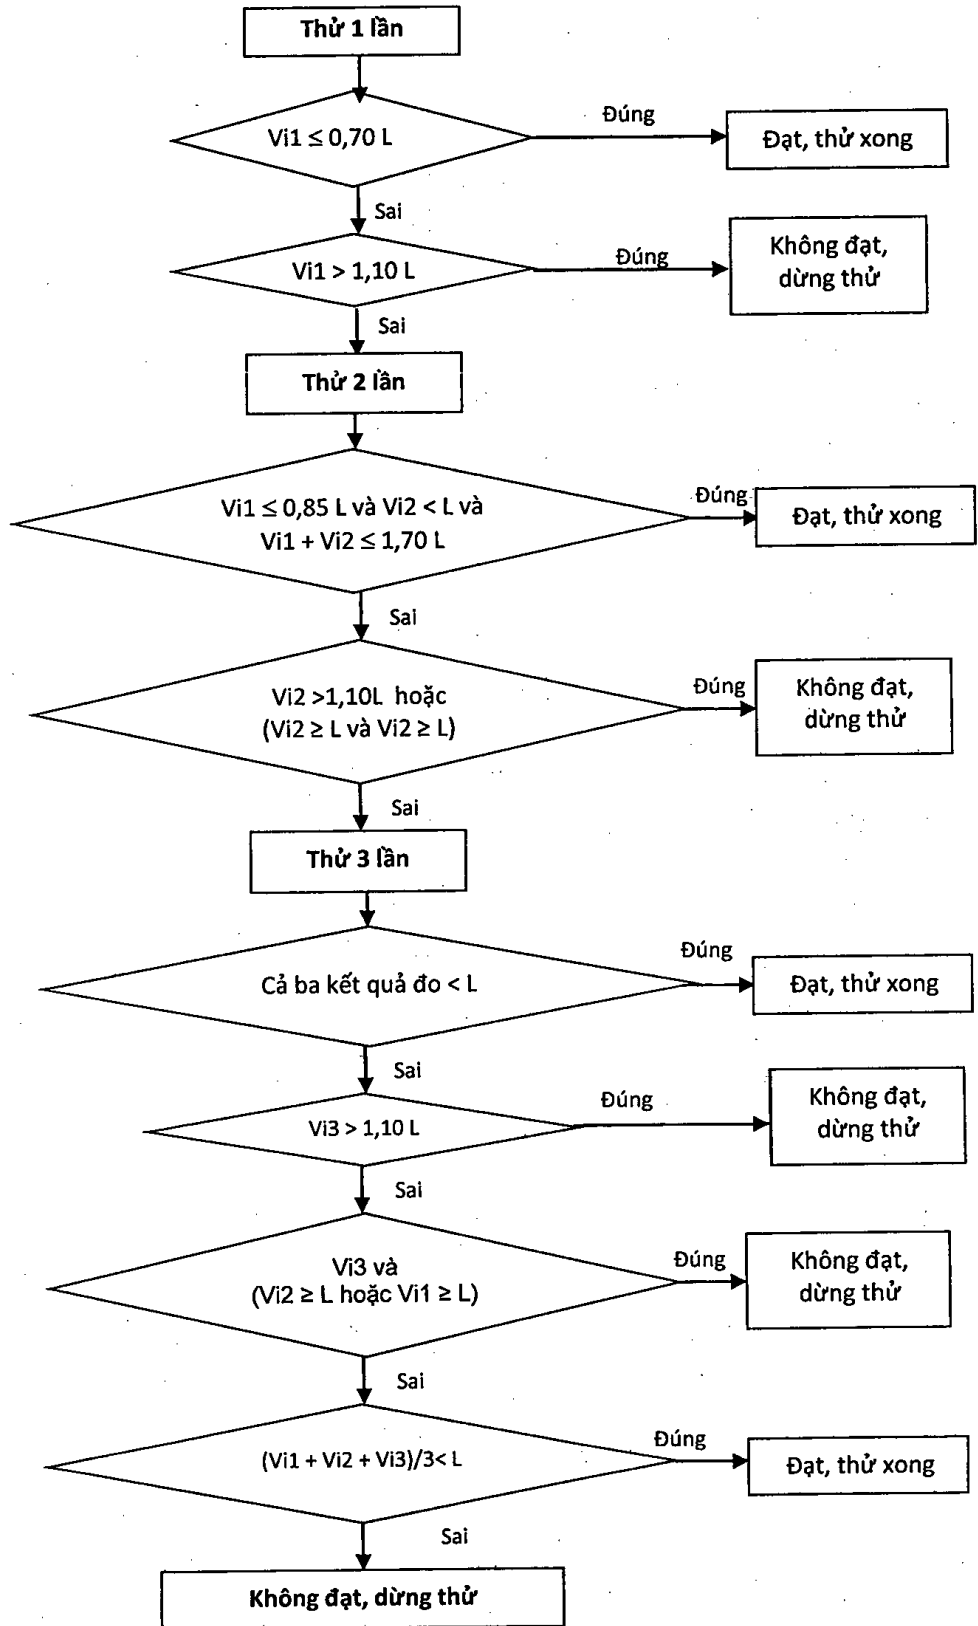 Thử 1 lần
Vi1 ≤ 0,70 L
Đúng
Đạt, thử xong
Sai
Vi1 > 1,10 L
Đúng
Không đạt,
dừng thử
Sai
Thử 2 lần
Vi1 ≤ 0,85 L và Vi2 < L và
Vi1 + Vi2 ≤ 1,70 L
Đúng
Đạt, thử xong
Sai
Vi2 >1,10L hoặc
(Vi2 ≥ L và Vi2 ≥ L)
Đúng
Không đạt,
dừng thử
Sai
Thử 3 lần
Cả ba kết quả đo < L
Đúng
Đạt, thử xong
Sai
Vi3 > 1,10 L
Đúng
Không đạt,
dừng thử
Sai
Vi3 và
(Vi2 ≥ L hoặc Vi1 ≥ L)
Đúng
Không đạt,
dừng thử
Sai
(Vi1 + Vi2 + Vi3)/3< L
Đúng
Đạt, thử xong
Sai
Không đạt, dừng thử